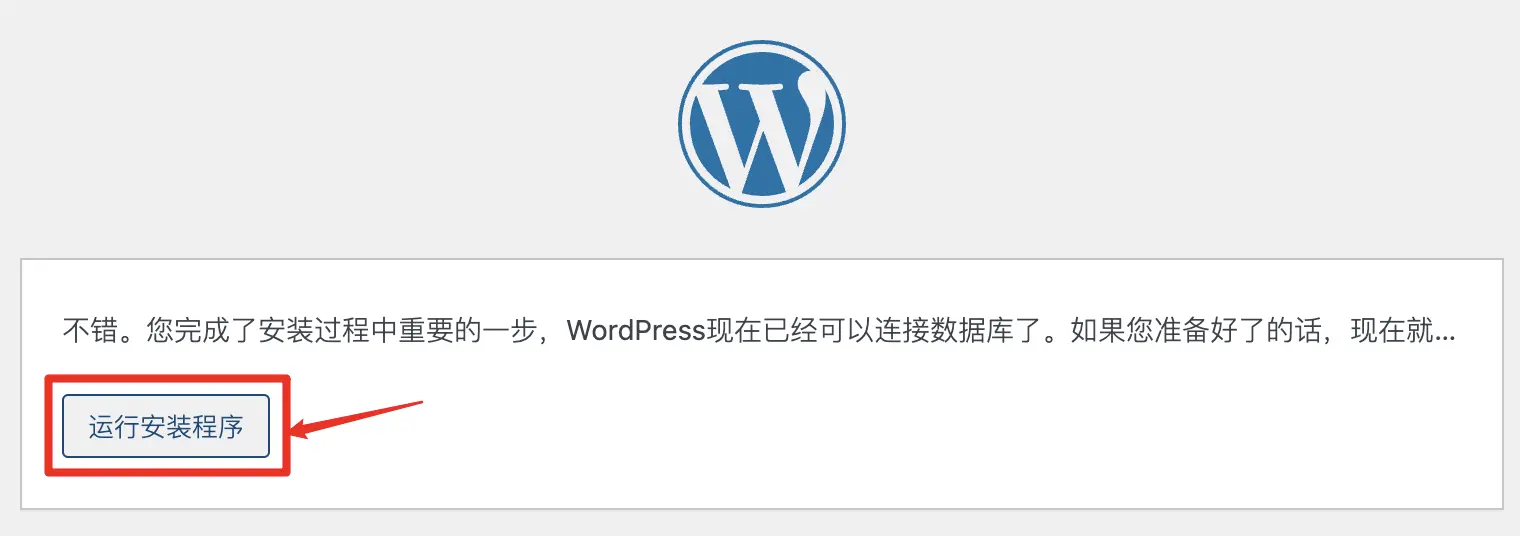 不错。您完成了安装过程中重要的一步，WordPress现在已经可以连接数据库了。如果您准备好了的话，现在就…
运行安装程序